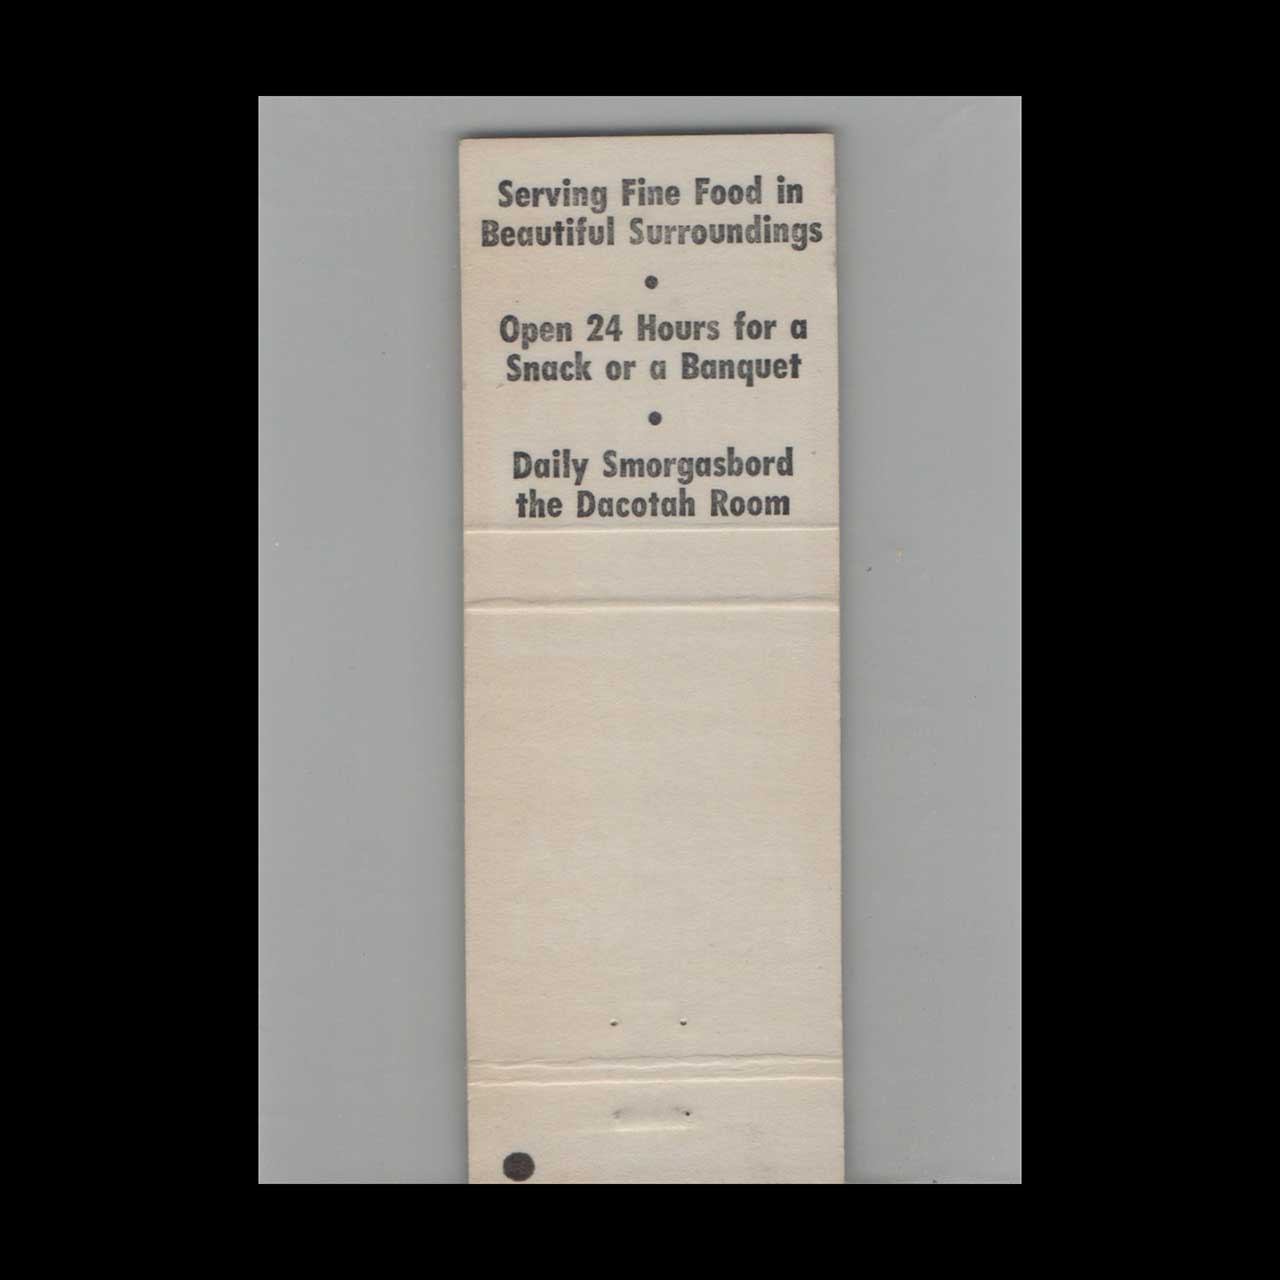 Serving Fine Food in
Beautiful Surroundings
•
Open 24 Hours for a
Snack or a Banquet
•
Daily Smorgasbord
the Dacotah Room